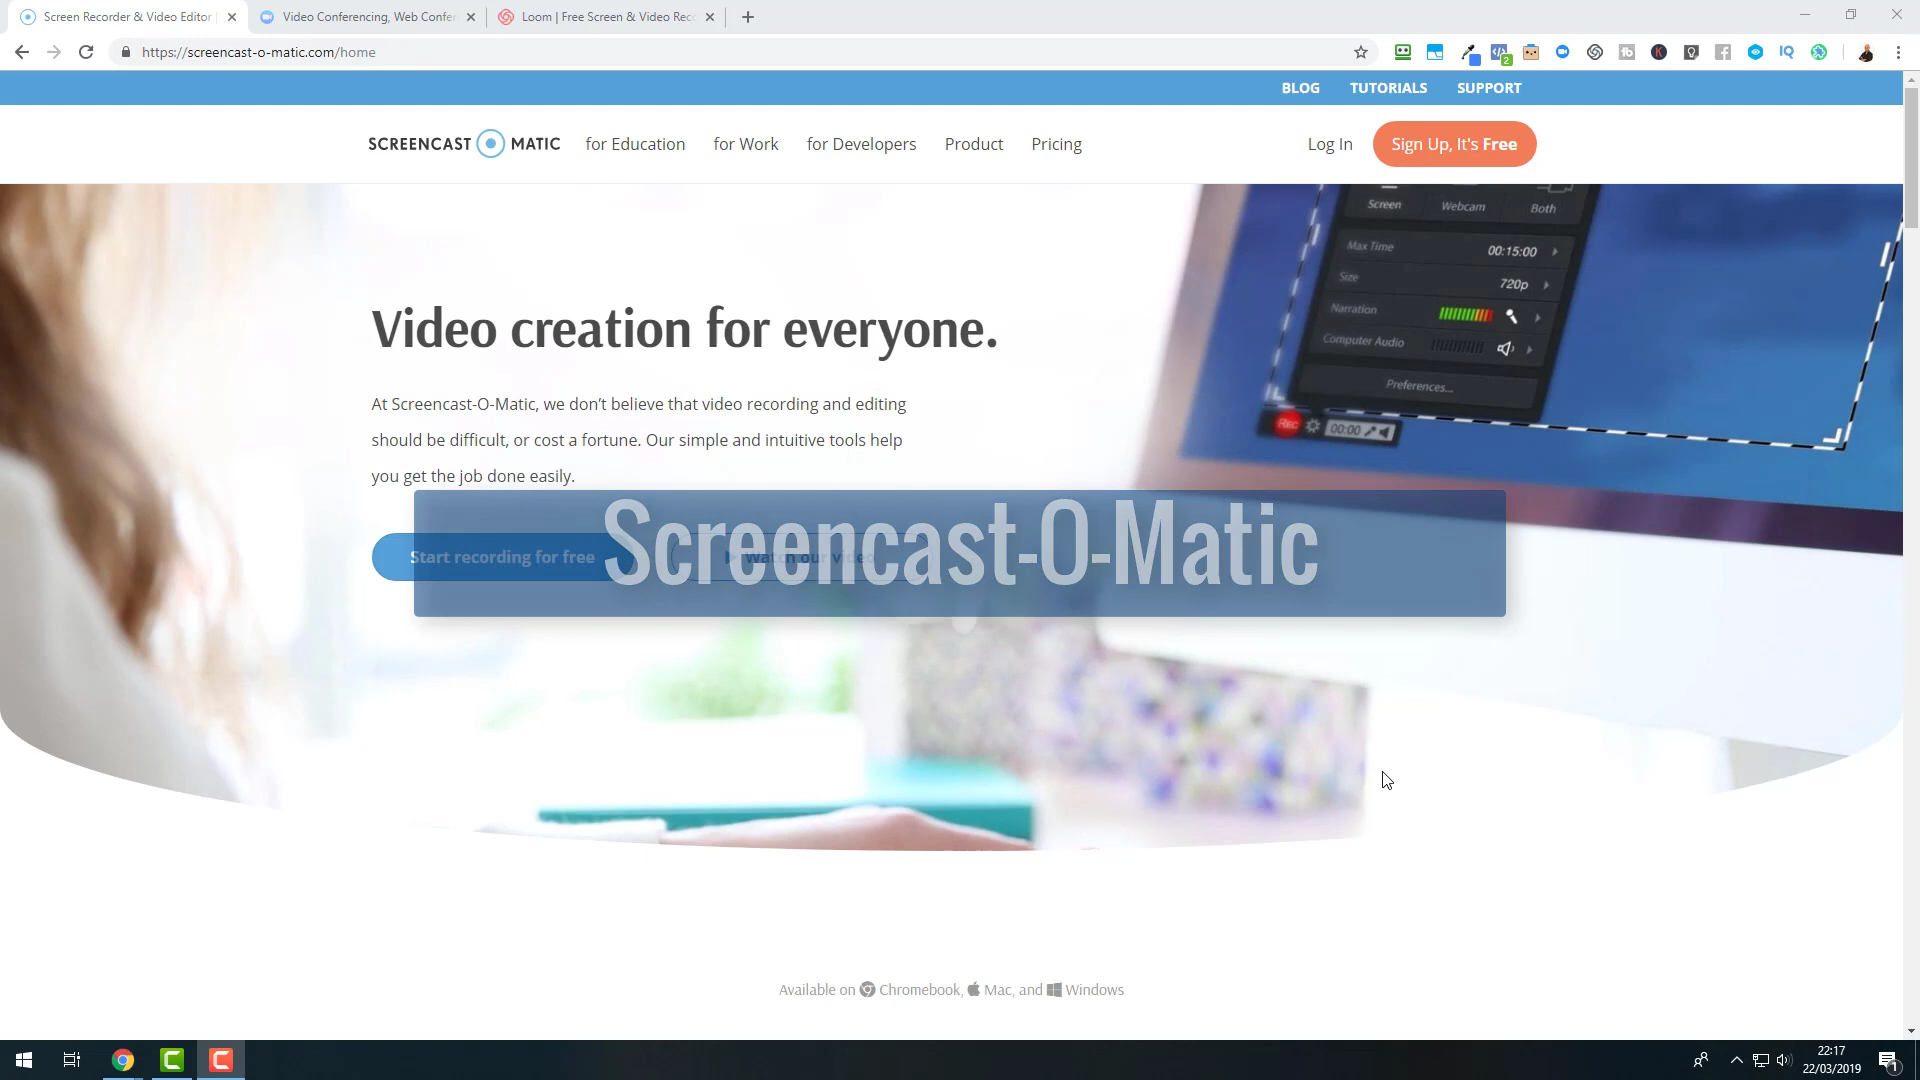 Screen Recorder & Video Editor
Video Conferencing, Web Confer
Loom | Free Screen & Video Rec
https://screencast-o-matic.com/home
BLOG TUTORIALS SUPPORT
SCREENCAST MATIC for Education for Work for Developers Product Pricing Log In Sign Up, It's Free
Screen Webcam Both
Max Time 00:15:00
Size 720p
Narration
Computer Audio
Preferences...
Rec 00:00
Video creation for everyone.
At Screencast-O-Matic, we don't believe that video recording and editing
should be difficult, or cost a fortune. Our simple and intuitive tools help
you get the job done easily.
Start recording for free Watch our video
Screencast-O-Matic
Available on Chromebook, Mac, and Windows
22:17
22/03/2019